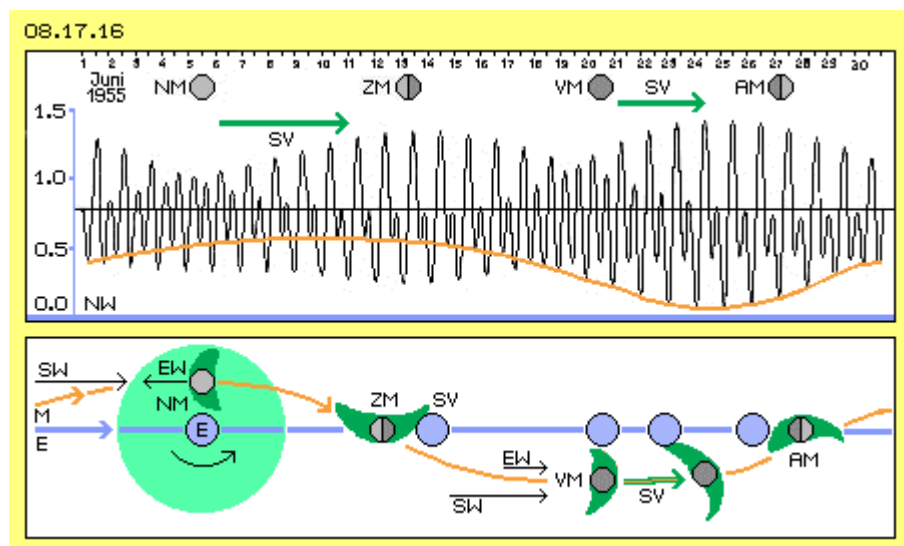 08.17.16
1 2 3 4 5 6 7 8 9 10 11 12 13 14 15 16 17 18 19 20 21 22 23 24 25 26 27 28 29 30
Juni
1955
NM ZM VM SV AM
1.5
SV
1.0
0.5
0.0 NW
SW EW
NM ZM SV
M
E E
EW
VM SV AM
SW